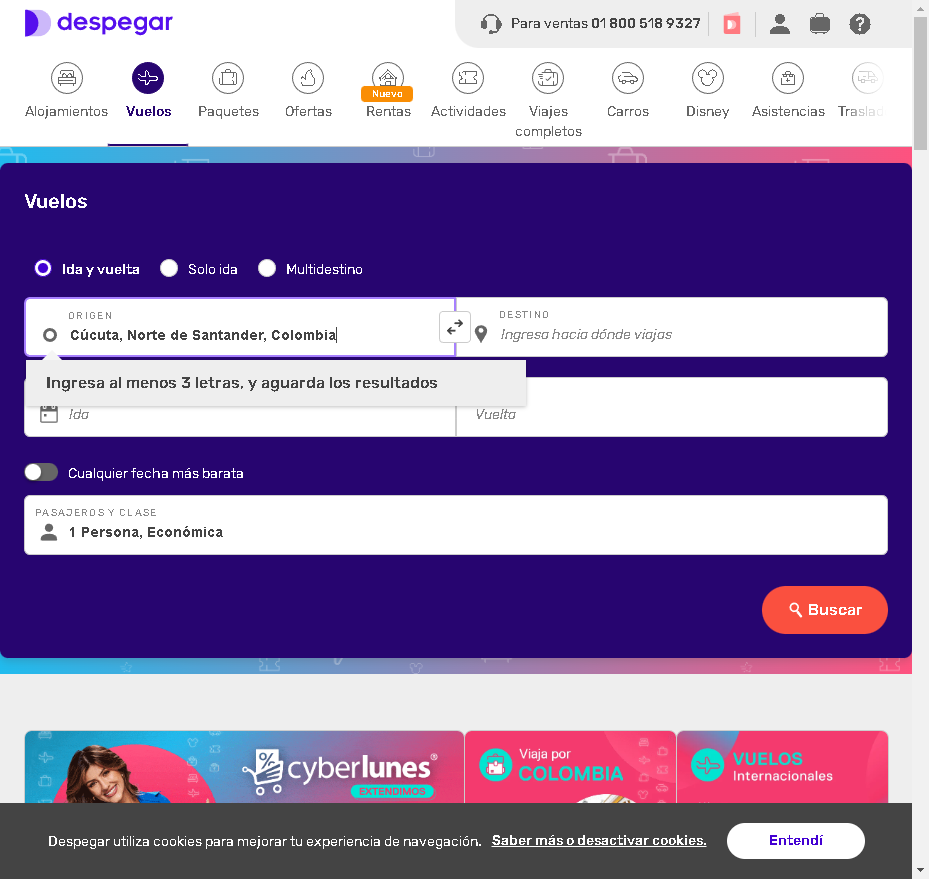 despegar
Para ventas 01 800 518 9327
Alojamientos
Vuelos
Paquetes
Ofertas
Nuevo
Rentas
Actividades
Viajes
completos
Carros
Disney
Asistencias
Traslad
Vuelos
Ida y vuelta
Solo ida
Multidestino
ORIGEN
Cúcuta, Norte de Santander, Colombia
DESTINO
Ingresa hacia dónde viajas
Ingresa al menos 3 letras, y aguarda los resultados
Ida
Vuelta
Cualquier fecha más barata
PASAJEROS Y CLASE
1 Persona, Económica
Buscar
cyberlunes
EXTENDIMOS
Viaja por
COLOMBIA
VUELOS
Internacionales
Despegar utiliza cookies para mejorar tu experiencia de navegación. Saber más o desactivar cookies.
Entendí